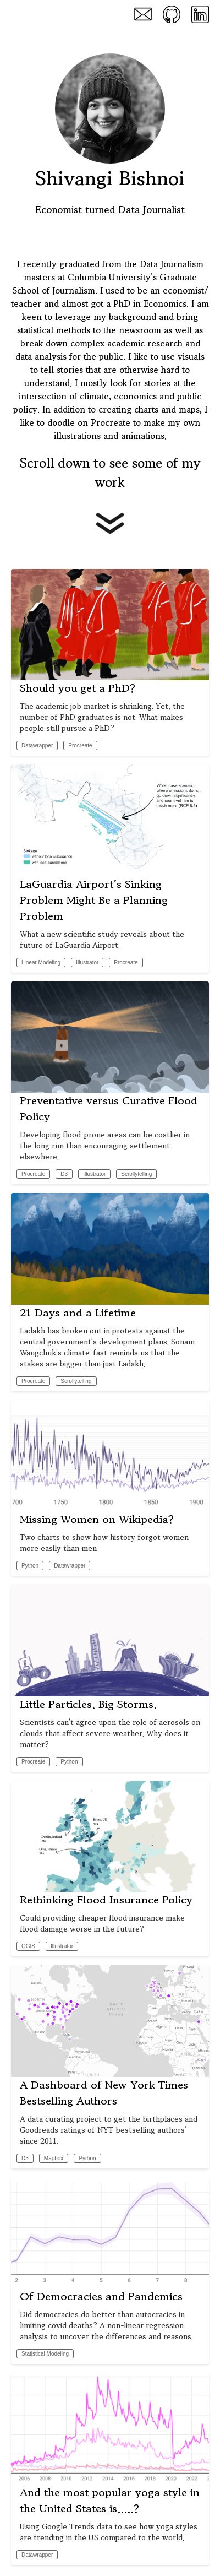 Shivangi Bishnoi
Economist turned Data Journalist
I recently graduated from the Data Journalism
masters at Columbia University's Graduate
School of Journalism. I used to be an economist/
teacher and almost got a PhD in Economics. I am
keen to leverage my background and bring
statistical methods to the newsroom as well as
break down complex academic research and
data analysis for the public. I like to use visuals
to tell stories that are otherwise hard to
understand. I mostly look for stories at the
intersection of climate, economics and public
policy. In addition to creating charts and maps, I
like to doodle on Procreate to make my own
illustrations and animations.
Scroll down to see some of my
work
Should you get a PhD?
The academic job market is shrinking. Yet, the
number of PhD graduates is not. What makes
people still pursue a PhD?
Datawrapper Procreate
Worst case scenario,
where emissions do not
go down significantly
and sea level rise is
much more (RCP 8.5)
LaGuardia Airport's Sinking
Problem Might Be a Planning
Problem
What a new scientific study reveals about the
future of LaGuardia Airport.
Linear Modeling Illustrator Procreate
Preventative versus Curative Flood
Policy
Developing flood-prone areas can be costlier in
the long run than encouraging settlement
elsewhere.
Procreate D3 Illustrator Scrollytelling
21 Days and a Lifetime
Ladakh has broken out in protests against the
central government's development plans. Sonam
Wangchuk's climate-fast reminds us that the
stakes are bigger than just Ladakh.
Procreate Scrollytelling
700 1750 1800 1850 1900
Missing Women on Wikipedia?
Two charts to show how history forgot women
more easily than men
Python Datawrapper
Little Particles. Big Storms.
Scientists can't agree upon the role of aerosols on
clouds that affect severe weather. Why does it
matter?
Procreate Python
Rethinking Flood Insurance Policy
Could providing cheaper flood insurance make
flood damage worse in the future?
QGIS Illustrator
A Dashboard of New York Times
Bestselling Authors
A data curating project to get the birthplaces and
Goodreads ratings of NYT bestselling authors'
since 2011.
D3 Mapbox Python
2 3 4 5 6 7 8
Of Democracies and Pandemics
Did democracies do better than autocracies in
limiting covid deaths? A non-linear regression
analysis to uncover the differences and reasons.
Statistical Modeling
2006 2008 2010 2012 2014 2016 2018 2020 2022
And the most popular yoga style in
the United States is.....?
Using Google Trends data to see how yoga styles
are trending in the US compared to the world.
Datawrapper